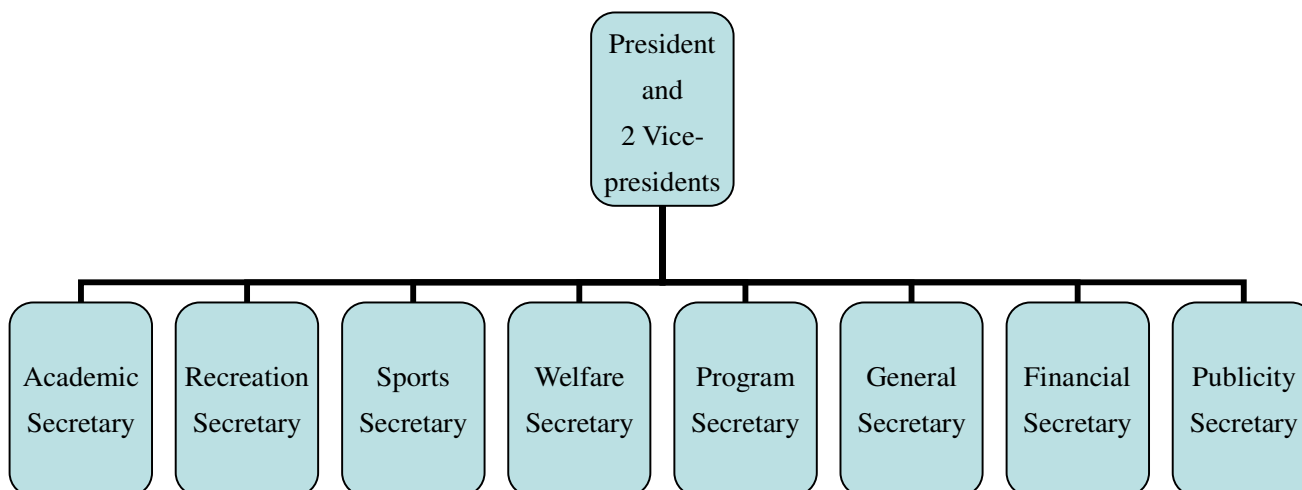 President
and
2 Vice-
presidents
Academic
Secretary
Recreation
Secretary
Sports
Secretary
Welfare
Secretary
Program
Secretary
General
Secretary
Financial
Secretary
Publicity
Secretary